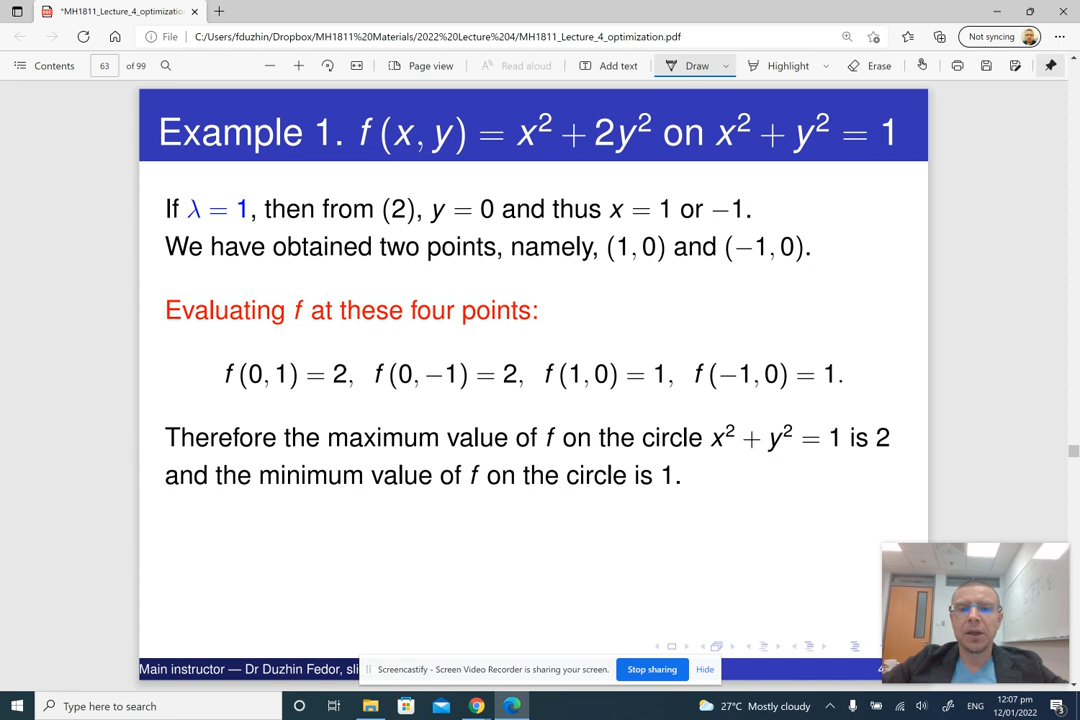 *MH1811_Lecture_4_optimizatio
File C:/Users/fduzhin/Dropbox/MH1811%20Materials/2022%20Lecture%204/MH1811_Lecture_4_optimization.pdf Not syncing
Contents 63 of 99 Page view Read aloud Add text Draw Highlight Erase
Example 1. f(x, y) = x² + 2y² on x² + y² = 1
If λ = 1, then from (2), y = 0 and thus x = 1 or −1.
We have obtained two points, namely, (1, 0) and (−1, 0).
Evaluating f at these four points:
f(0, 1) = 2, f(0, −1) = 2, f(1, 0) = 1, f(−1, 0) = 1.
Therefore the maximum value of f on the circle x² + y² = 1 is 2
and the minimum value of f on the circle is 1.
Main instructor — Dr Duzhin Fedor, sli
Screencastify - Screen Video Recorder is sharing your screen. Stop sharing Hide
Type here to search 27°C Mostly cloudy ENG 12:07 pm
12/01/2022 3